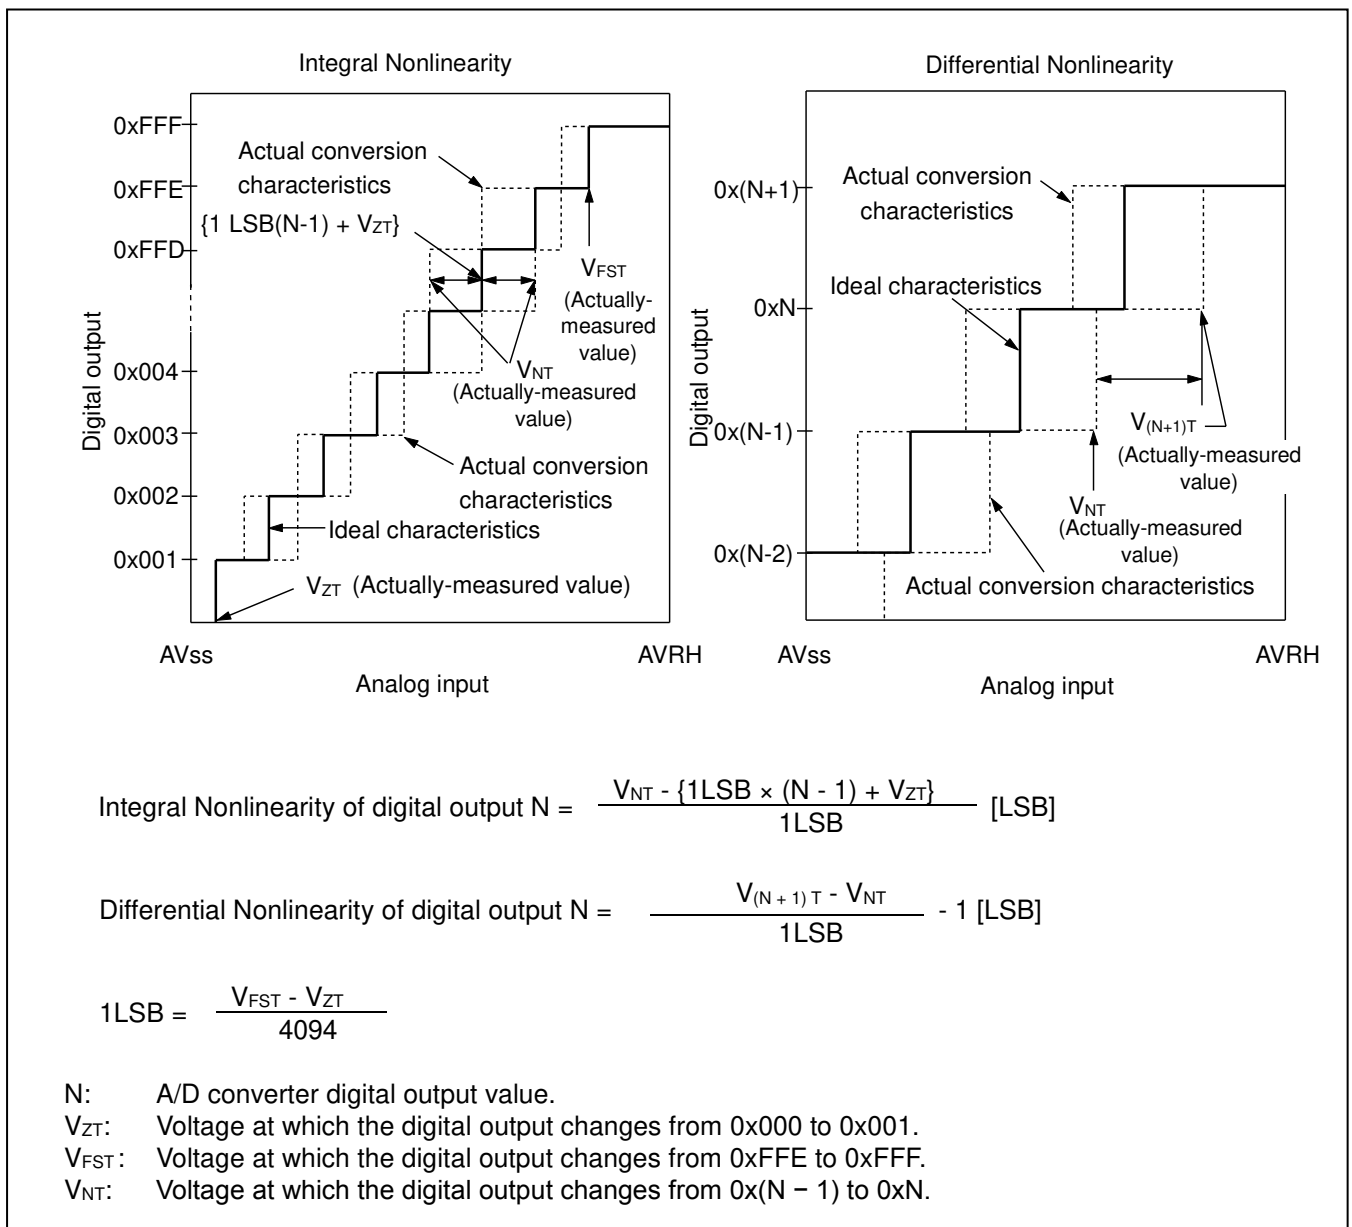 Integral Nonlinearity
0xFFF
0xFFE
0xFFD
0x004
0x003
0x002
0x001
Digital output
Actual conversion
characteristics
{1 LSB(N-1) + VZT}
VFST
(Actually-
measured
value)
VNT
(Actually-measured
value)
Actual conversion
characteristics
Ideal characteristics
VZT (Actually-measured value)
AVss
AVRH
Analog input
Differential Nonlinearity
0x(N+1)
0xN
0x(N-1)
0x(N-2)
Digital output
Actual conversion
characteristics
Ideal characteristics
V(N+1)T
(Actually-measured
value)
VNT
(Actually-measured
value)
Actual conversion characteristics
AVss
AVRH
Analog input
Integral Nonlinearity of digital output N = VNT - {1LSB × (N - 1) + VZT} / 1LSB [LSB]
Differential Nonlinearity of digital output N = V(N + 1) T - VNT / 1LSB - 1 [LSB]
1LSB = VFST - VZT / 4094
N: A/D converter digital output value.
VZT: Voltage at which the digital output changes from 0x000 to 0x001.
VFST : Voltage at which the digital output changes from 0xFFE to 0xFFF.
VNT: Voltage at which the digital output changes from 0x(N − 1) to 0xN.